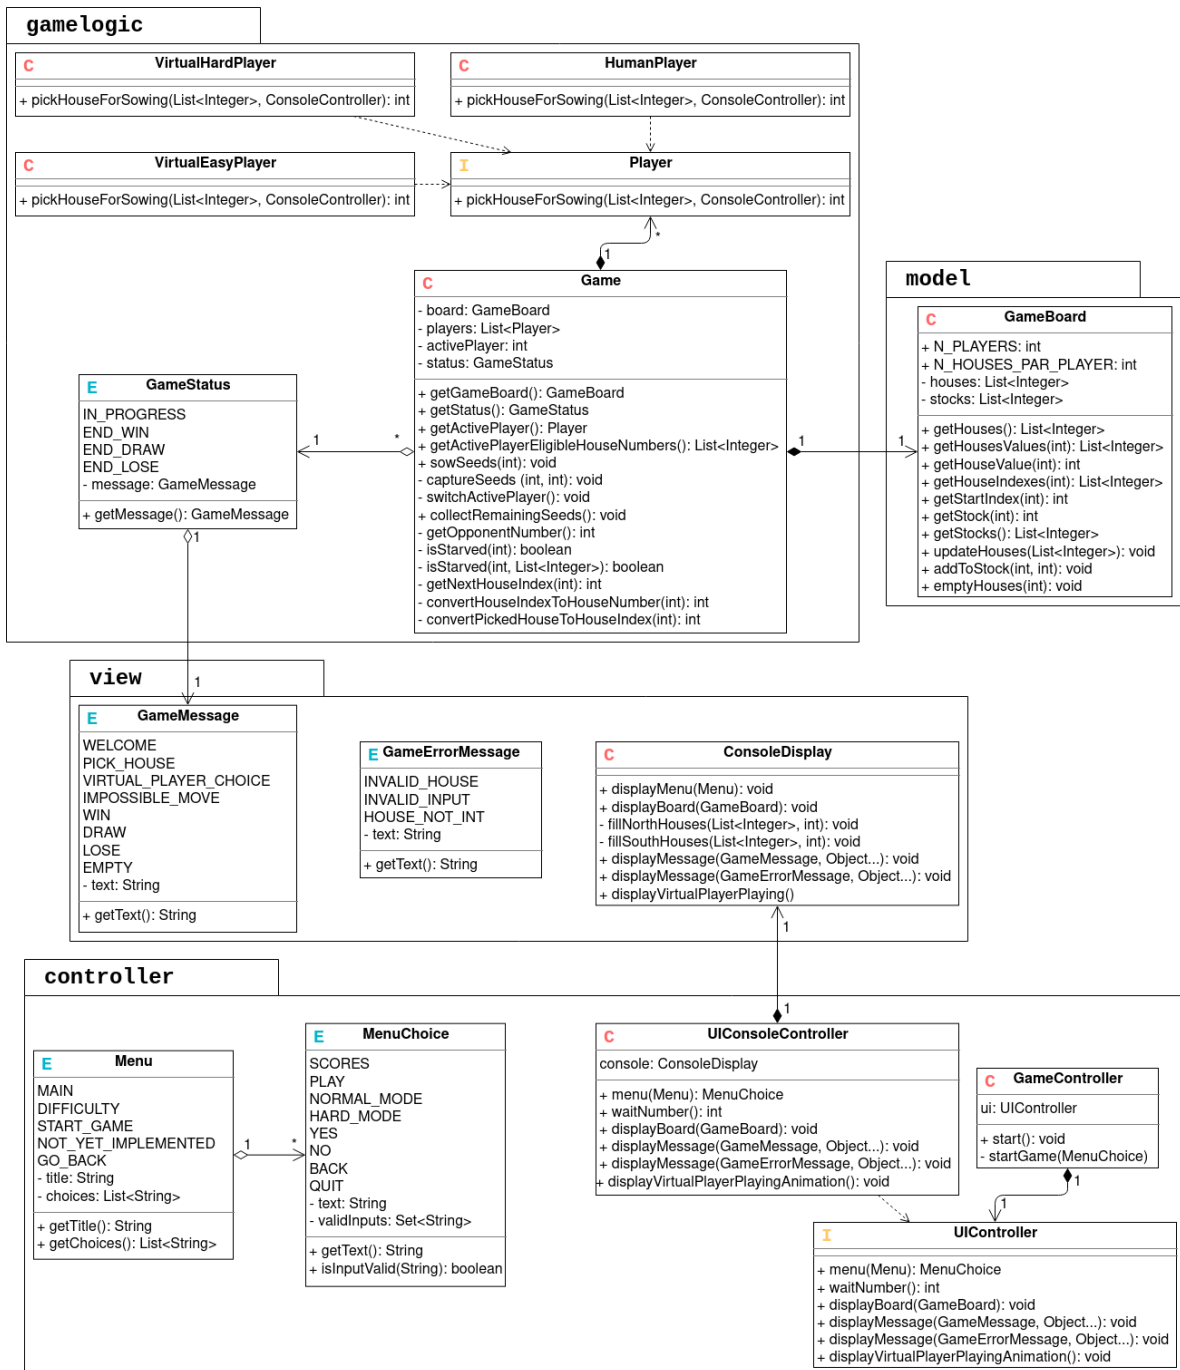 gamelogic
C VirtualHardPlayer
+ pickHouseForSowing(List<Integer>, ConsoleController): int
C HumanPlayer
+ pickHouseForSowing(List<Integer>, ConsoleController): int
C VirtualEasyPlayer
+ pickHouseForSowing(List<Integer>, ConsoleController): int
I Player
+ pickHouseForSowing(List<Integer>, ConsoleController): int
*
1
C Game
- board: GameBoard
- players: List<Player>
- activePlayer: int
- status: GameStatus
+ getGameBoard(): GameBoard
+ getStatus(): GameStatus
+ getActivePlayer(): Player
+ getActivePlayerEligibleHouseNumbers(): List<Integer>
+ sowSeeds(int): void
- captureSeeds (int, int): void
- switchActivePlayer(): void
+ collectRemainingSeeds(): void
- getOpponentNumber(): int
- isStarved(int): boolean
- isStarved(int, List<Integer>): boolean
- getNextHouseIndex(int): int
- convertHouseIndexToHouseNumber(int): int
- convertPickedHouseToHouseIndex(int): int
E GameStatus
IN_PROGRESS
END_WIN
END_DRAW
END_LOSE
- message: GameMessage
+ getMessage(): GameMessage
1
*
1
1
1
model
C GameBoard
+ N_PLAYERS: int
+ N_HOUSES_PAR_PLAYER: int
- houses: List<Integer>
- stocks: List<Integer>
+ getHouses(): List<Integer>
+ getHousesValues(int): List<Integer>
+ getHouseValue(int): int
+ getHouseIndexes(int): List<Integer>
+ getStartIndex(int): int
+ getStock(int): int
+ getStocks(): List<Integer>
+ updateHouses(List<Integer>): void
+ addToStock(int, int): void
+ emptyHouses(int): void
view
1
E GameMessage
WELCOME
PICK_HOUSE
VIRTUAL_PLAYER_CHOICE
IMPOSSIBLE_MOVE
WIN
DRAW
LOSE
EMPTY
- text: String
+ getText(): String
E GameErrorMessage
INVALID_HOUSE
INVALID_INPUT
HOUSE_NOT_INT
- text: String
+ getText(): String
C ConsoleDisplay
+ displayMenu(Menu): void
+ displayBoard(GameBoard): void
- fillNorthHouses(List<Integer>, int): void
- fillSouthHouses(List<Integer>, int): void
+ displayMessage(GameMessage, Object...): void
+ displayMessage(GameErrorMessage, Object...): void
+ displayVirtualPlayerPlaying()
1
controller
1
E Menu
MAIN
DIFFICULTY
START_GAME
NOT_YET_IMPLEMENTED
GO_BACK
- title: String
- choices: List<String>
+ getTitle(): String
+ getChoices(): List<String>
1
*
E MenuChoice
SCORES
PLAY
NORMAL_MODE
HARD_MODE
YES
NO
BACK
QUIT
- text: String
- validInputs: Set<String>
+ getText(): String
+ isInputValid(String): boolean
C UIConsoleController
console: ConsoleDisplay
+ menu(Menu): MenuChoice
+ waitNumber(): int
+ displayBoard(GameBoard): void
+ displayMessage(GameMessage, Object...): void
+ displayMessage(GameErrorMessage, Object...): void
+ displayVirtualPlayerPlayingAnimation(): void
C GameController
ui: UIController
+ start(): void
- startGame(MenuChoice)
1
1
I UIController
+ menu(Menu): MenuChoice
+ waitNumber(): int
+ displayBoard(GameBoard): void
+ displayMessage(GameMessage, Object...): void
+ displayMessage(GameErrorMessage, Object...): void
+ displayVirtualPlayerPlayingAnimation(): void